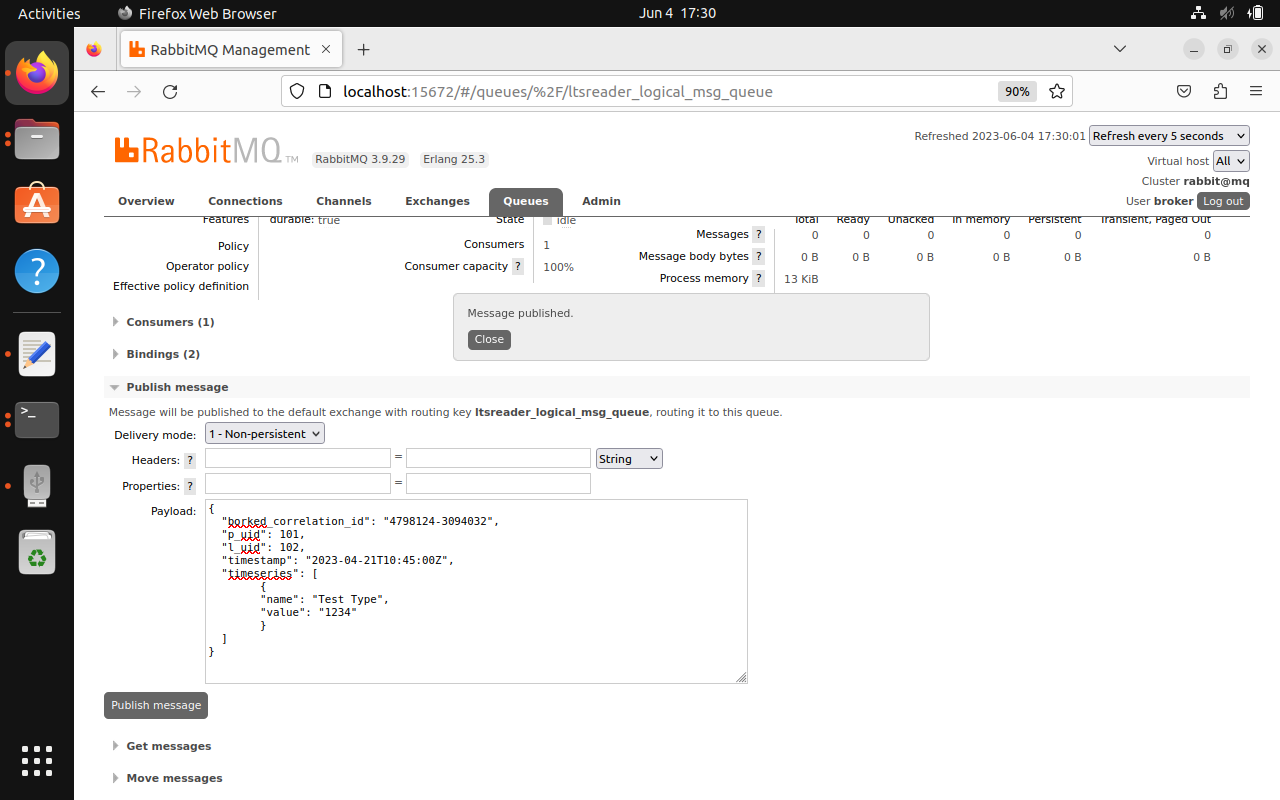 Activities Firefox Web Browser Jun 4 17:30
RabbitMQ Management
localhost:15672/#/queues/%2F/ltsreader_logical_msg_queue 90%
Refreshed 2023-06-04 17:30:01 Refresh every 5 seconds
RabbitMQ TM RabbitMQ 3.9.29 Erlang 25.3
Virtual host All
Cluster rabbit@mq
User broker Log out
Overview Connections Channels Exchanges Queues Admin
Features durable: true State idle Total Ready Unacked In memory Persistent Transient, Paged Out
Messages ? 0 0 0 0 0 0
Policy Consumers 1
Message body bytes ? 0 B 0 B 0 B 0 B 0 B 0 B
Operator policy Consumer capacity ? 100%
Process memory ? 13 KiB
Effective policy definition
Message published.
Close
Consumers (1)
Bindings (2)
Publish message
Message will be published to the default exchange with routing key ltsreader_logical_msg_queue, routing it to this queue.
Delivery mode: 1 - Non-persistent
Headers: ? = String
Properties: ? =
Payload: {
"borked_correlation_id": "4798124-3094032",
"p_uid": 101,
"l_uid": 102,
"timestamp": "2023-04-21T10:45:00Z",
"timeseries": [
{
"name": "Test Type",
"value": "1234"
}
]
}
Publish message
Get messages
Move messages